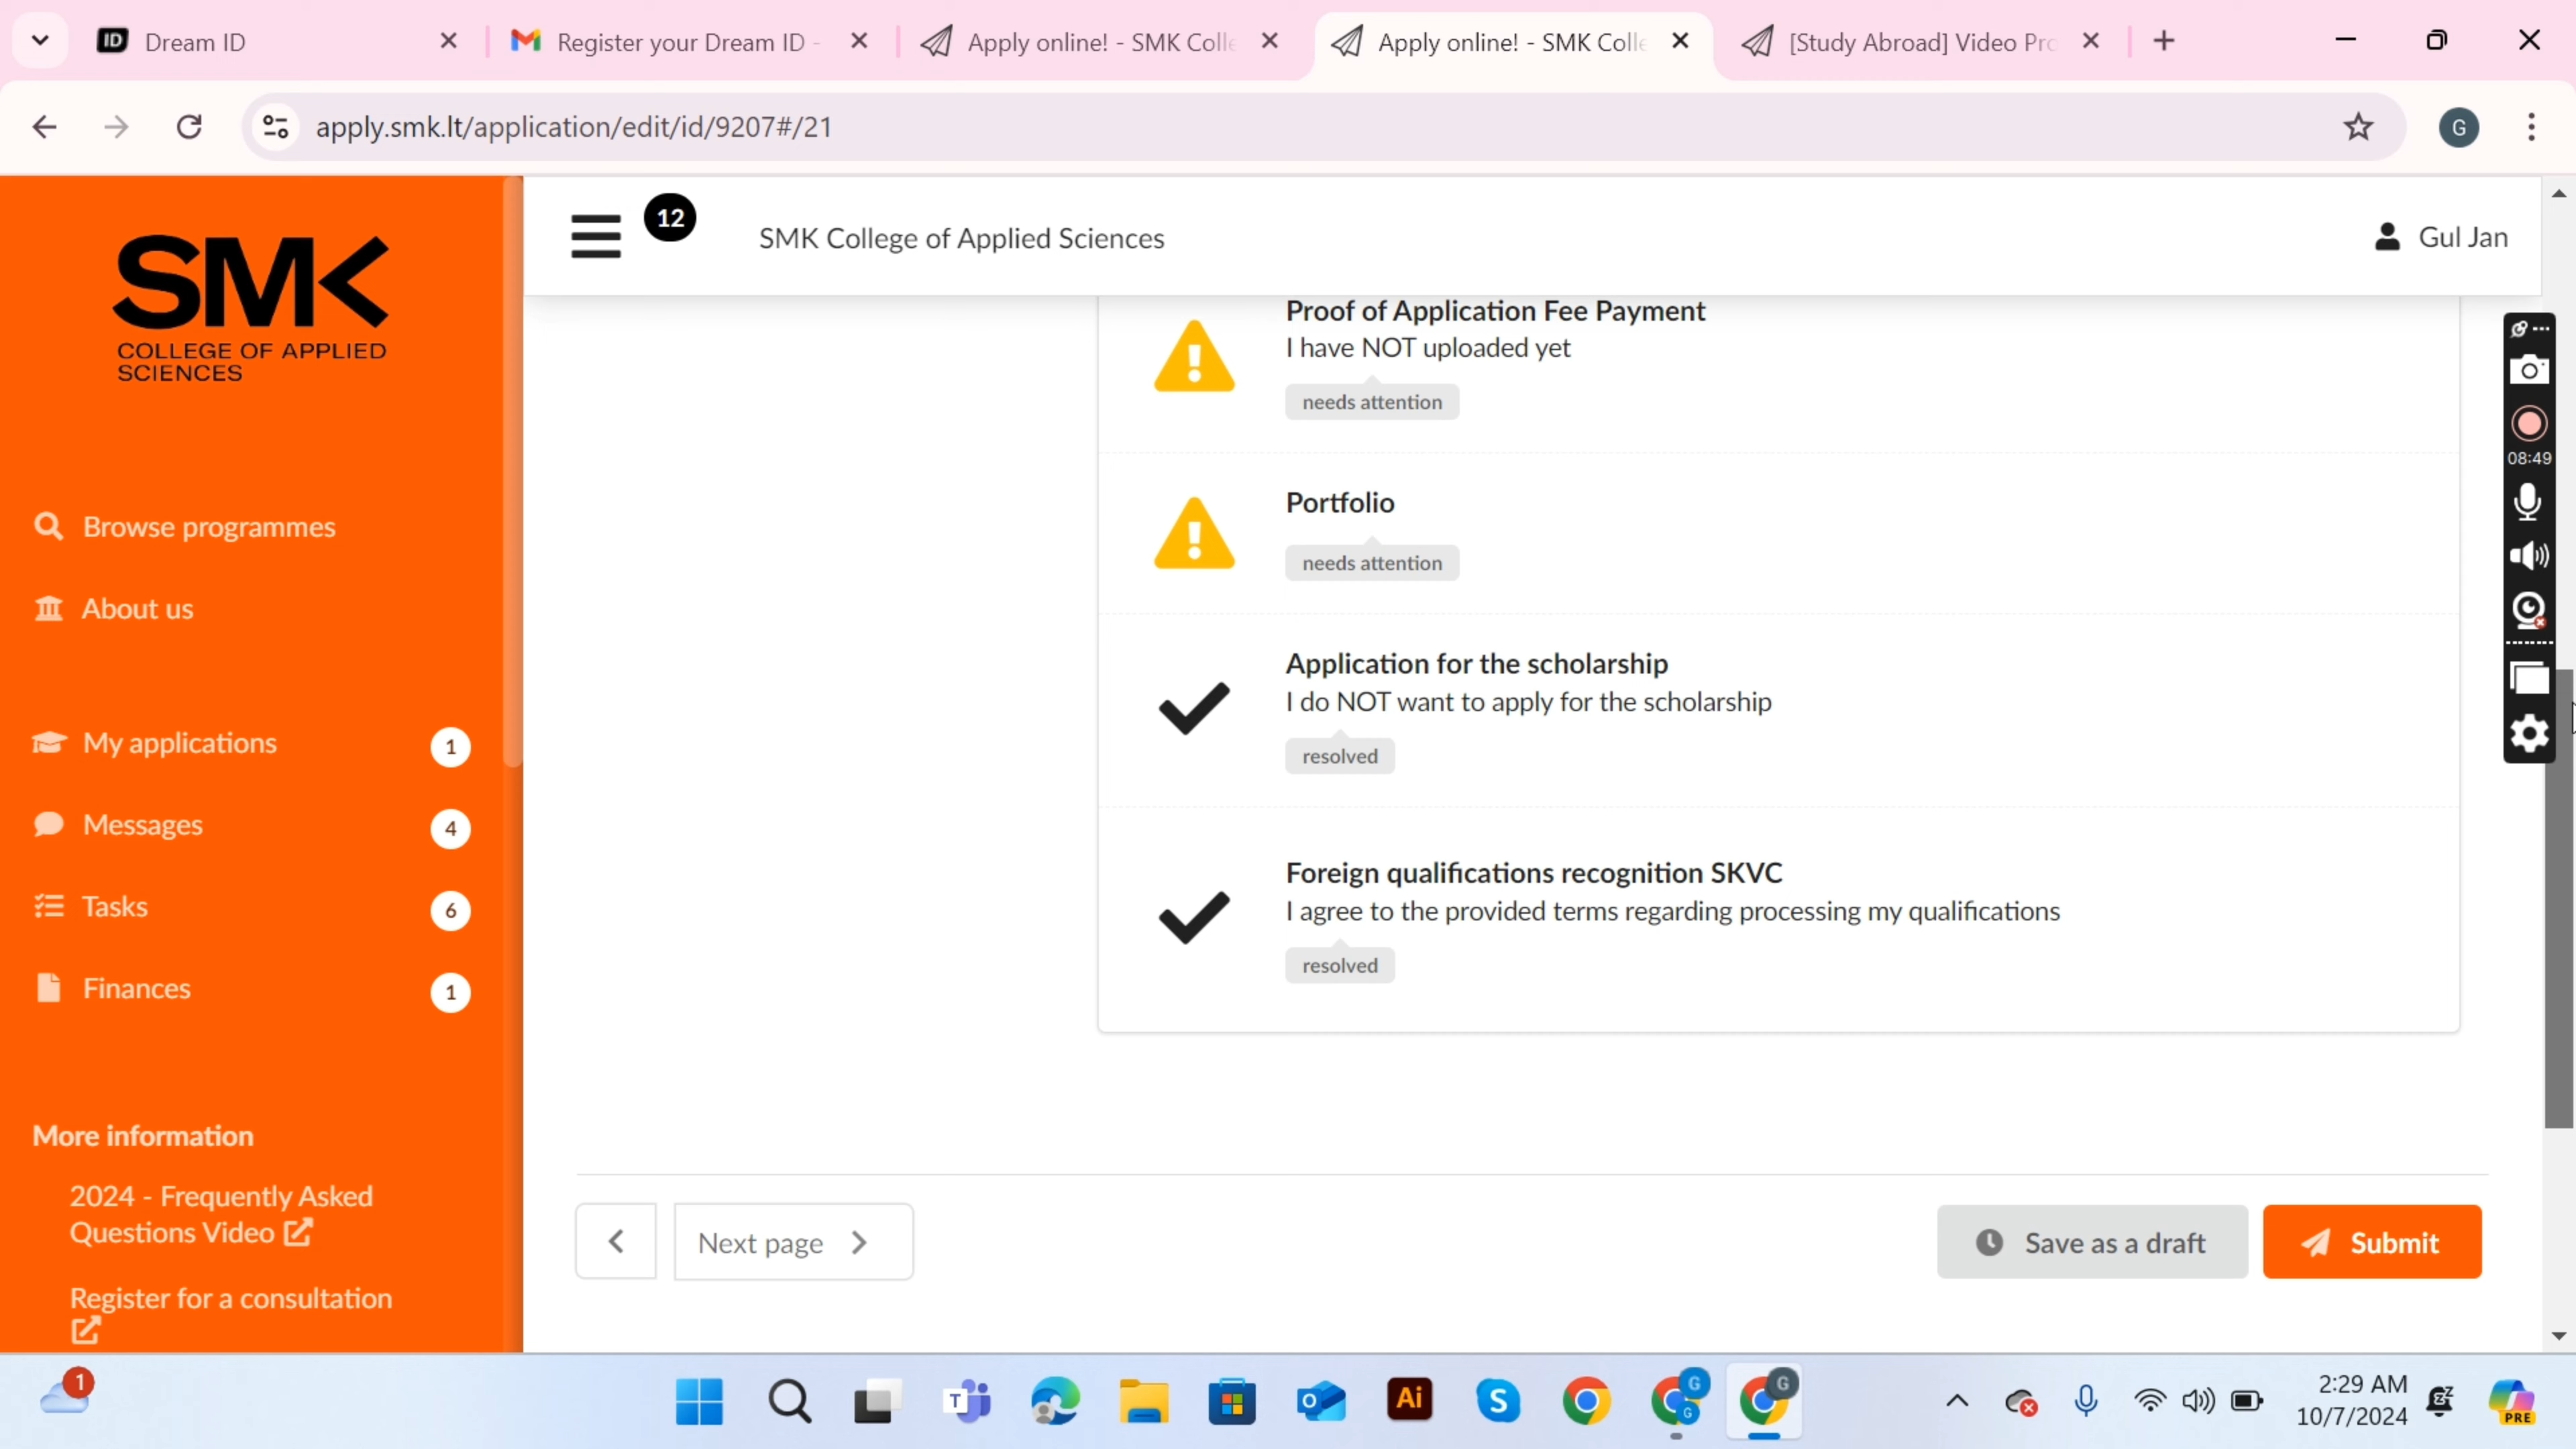 ID Dream ID
Register your Dream ID -
Apply online! - SMK Colle
Apply online! - SMK Colle
[Study Abroad] Video Pro
apply.smk.lt/application/edit/id/9207#/21
G
SMK
COLLEGE OF APPLIED
SCIENCES
12
SMK College of Applied Sciences
Gul Jan
Browse programmes
About us
My applications 1
Messages 4
Tasks 6
Finances 1
More information
2024 - Frequently Asked
Questions Video
Register for a consultation
Proof of Application Fee Payment
I have NOT uploaded yet
needs attention
Portfolio
needs attention
Application for the scholarship
I do NOT want to apply for the scholarship
resolved
Foreign qualifications recognition SKVC
I agree to the provided terms regarding processing my qualifications
resolved
Next page
Save as a draft
Submit
08:49
1
T
O
Ai
S
G
G
G
2:29 AM
10/7/2024
PRE